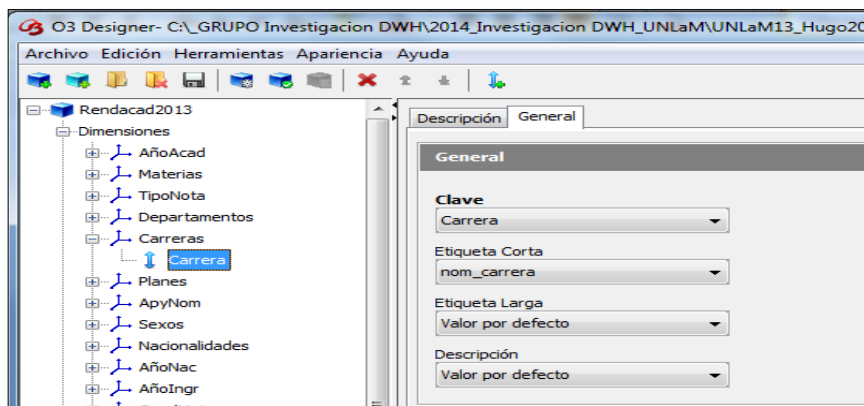 O3 Designer- C:\_GRUPO Investigacion DWH\2014_Investigacion DWH_UNLaM\UNLaM13_Hugo20
Archivo Edición Herramientas Apariencia Ayuda
Rendacad2013
Dimensiones
AñoAcad
Materias
TipoNota
Departamentos
Carreras
Carrera
Planes
ApyNom
Sexos
Nacionalidades
AñoNac
AñoIngr
Descripción General
General
Clave
Carrera
Etiqueta Corta
nom_carrera
Etiqueta Larga
Valor por defecto
Descripción
Valor por defecto